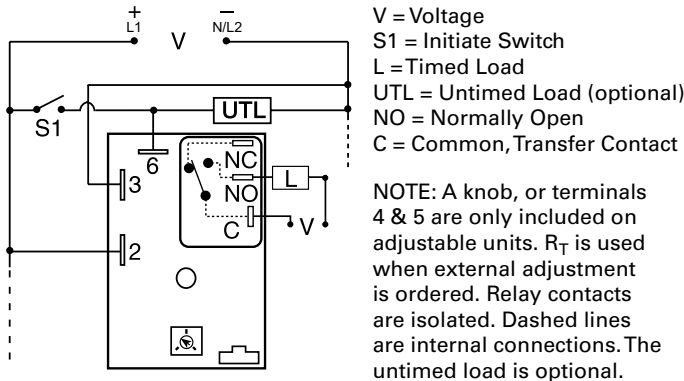 +
L1
V
–
N/L2
S1
UTL
6
3
2
NC
NO
C
L
V
V = Voltage
S1 = Initiate Switch
L = Timed Load
UTL = Untimed Load (optional)
NO = Normally Open
C = Common, Transfer Contact
NOTE: A knob, or terminals
4 & 5 are only included on
adjustable units. RT is used
when external adjustment
is ordered. Relay contacts
are isolated. Dashed lines
are internal connections. The
untimed load is optional.